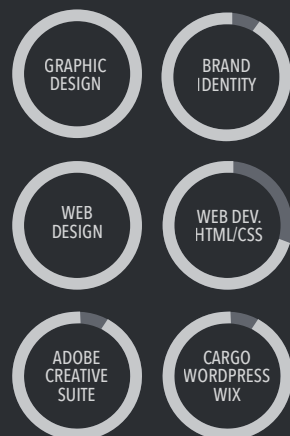 GRAPHIC
DESIGN
BRAND
IDENTITY
WEB
DESIGN
WEB DEV.
HTML/CSS
ADOBE
CREATIVE
SUITE
CARGO
WORDPRESS
WIX